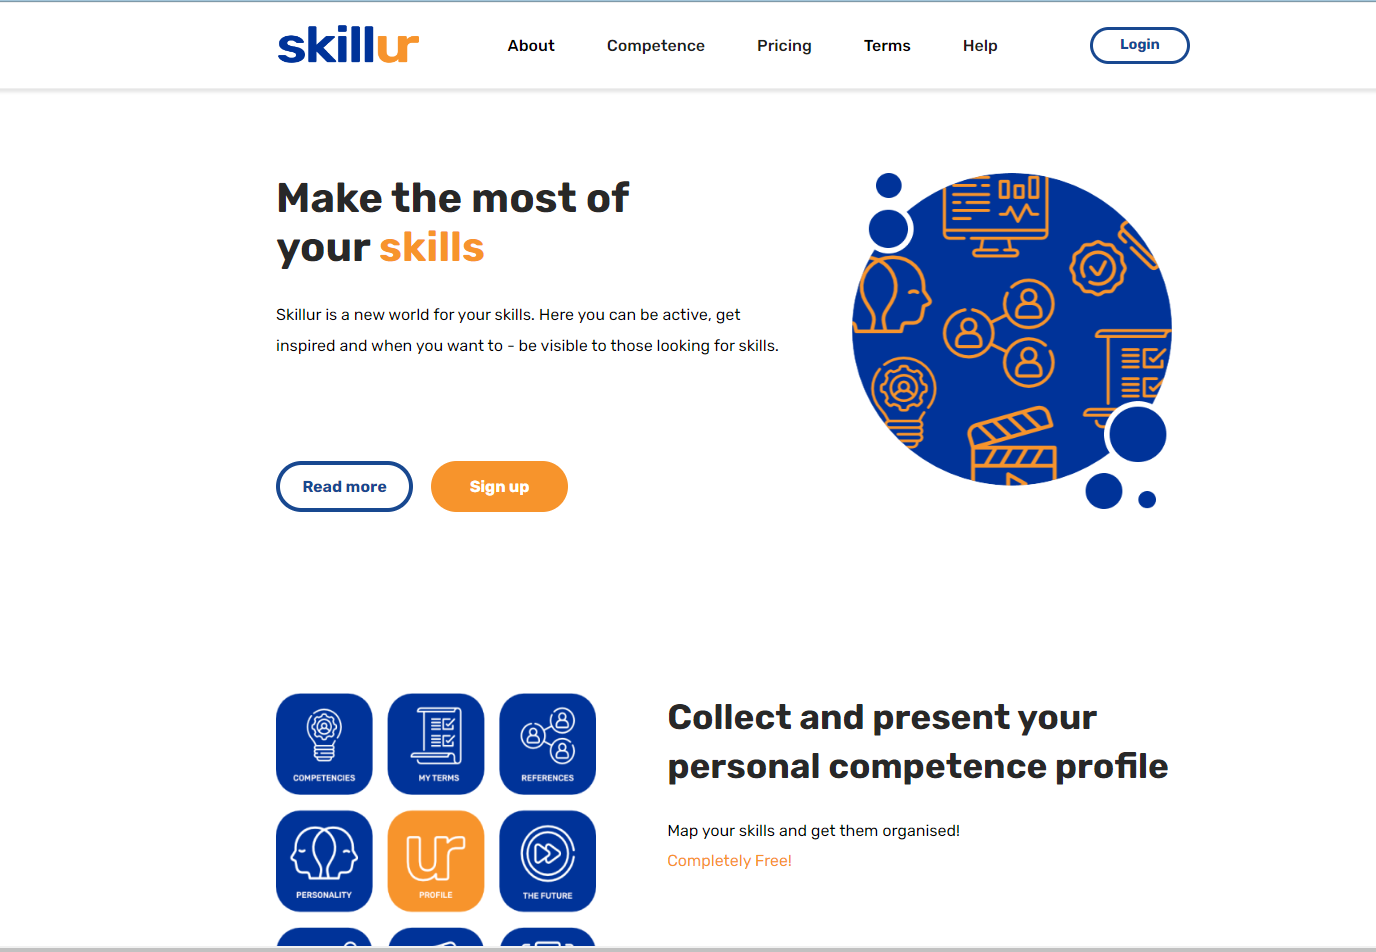 skillur
About
Competence
Pricing
Terms
Help
Login
Make the most of
your skills
Skillur is a new world for your skills. Here you can be active, get
inspired and when you want to - be visible to those looking for skills.
Read more
Sign up
COMPETENCIES
MY TERMS
REFERENCES
PERSONALITY
ur
PROFILE
THE FUTURE
Collect and present your
personal competence profile
Map your skills and get them organised!
Completely Free!